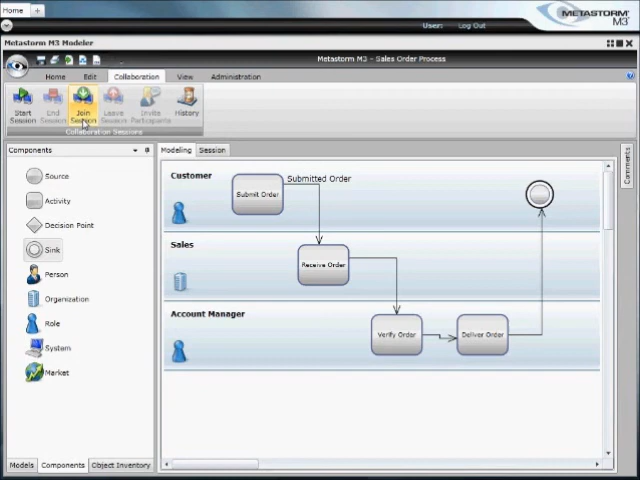 Home
METASTORM
M3
User:
Log Out
Metastorm M3 Modeler
Metastorm M3 - Sales Order Process
Home
Edit
Collaboration
View
Administration
Start Session
End Session
Join Session
Leave Session
Invite Participants
History
Collaboration Sessions
Components
Source
Activity
Decision Point
Sink
Person
Organization
Role
System
Market
Models
Components
Object Inventory
Modeling
Session
Customer
Submit Order
Submitted Order
Sales
Receive Order
Account Manager
Verify Order
Deliver Order
Comments